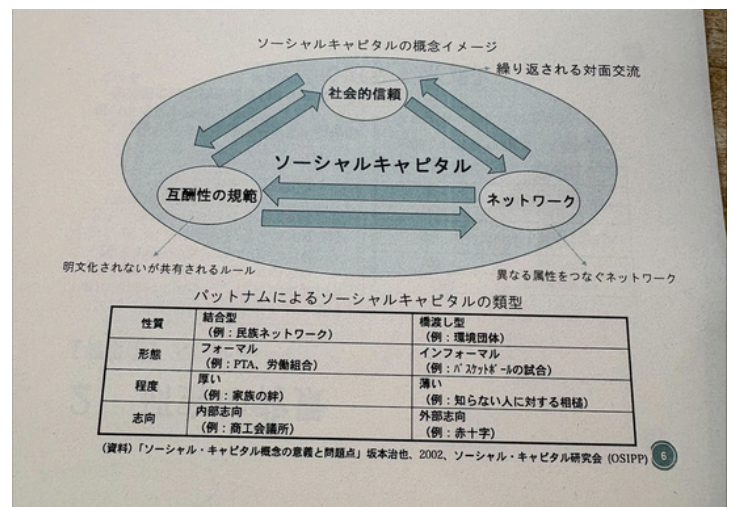 ソーシャルキャピタルの概念イメージ
繰り返される対面交流
社会的信頼
ソーシャルキャピタル
互酬性の規範
ネットワーク
明文化されないが共有されるルール
異なる属性をつなぐネットワーク
パットナムによるソーシャルキャピタルの類型
性質
結合型
(例：民族ネットワーク)
橋渡し型
(例：環境団体)
形態
フォーマル
(例：PTA、労働組合)
インフォーマル
(例：バスケットボールの試合)
程度
厚い
(例：家族の絆)
薄い
(例：知らない人に対する相槌)
志向
内部志向
(例：商工会議所)
外部志向
(例：赤十字)
(資料)「ソーシャル・キャピタル概念の意義と問題点」坂本治也、2002、ソーシャル・キャピタル研究会 (OSIPP)
6